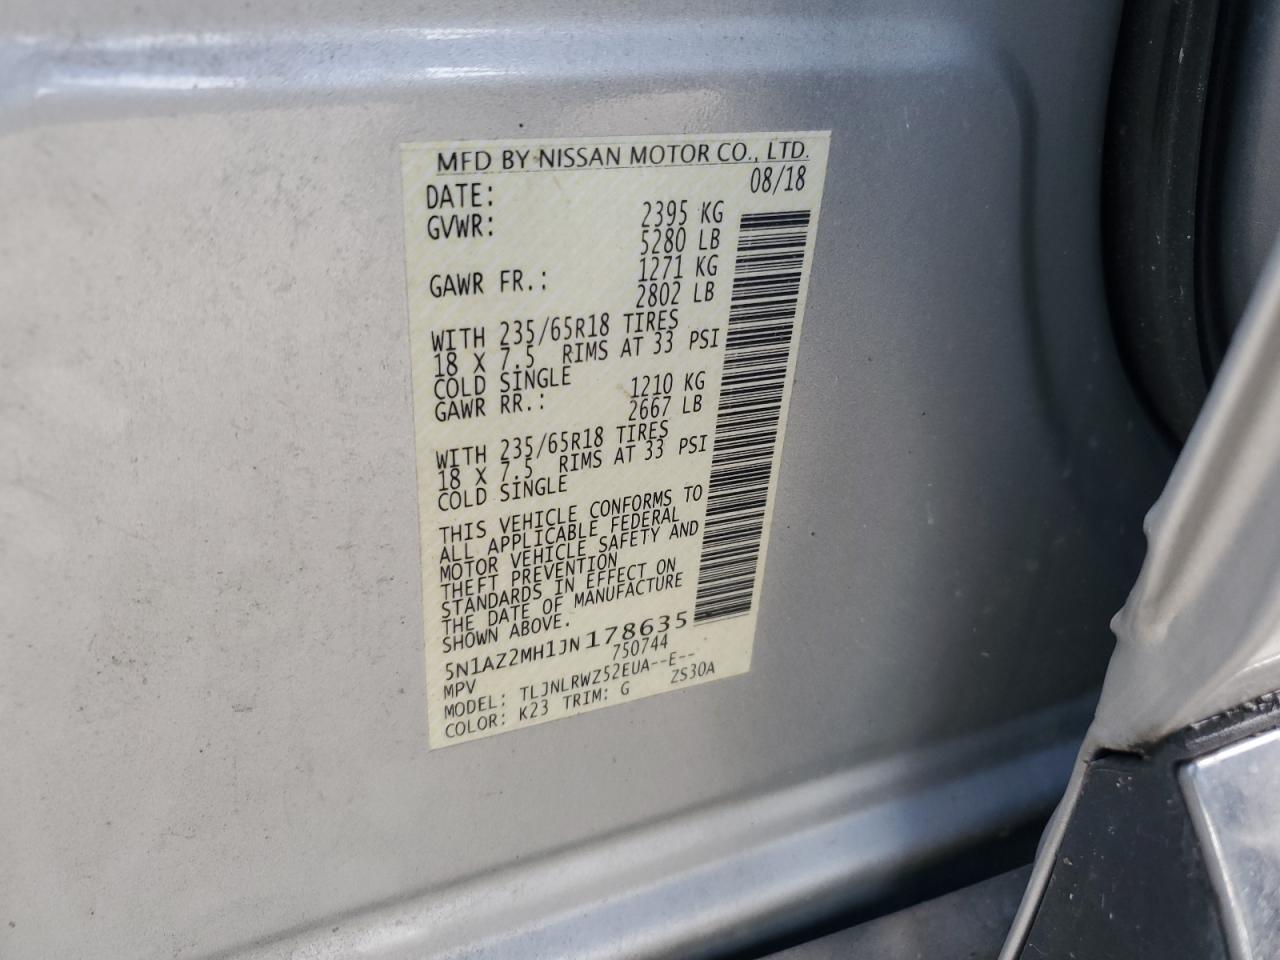 MFD BY NISSAN MOTOR CO., LTD.
DATE: 08/18
GVWR: 2395 KG
5280 LB
GAWR FR.: 1271 KG
2802 LB
WITH 235/65R18 TIRES
18 X 7.5 RIMS AT 33 PSI
COLD SINGLE
GAWR RR.: 1210 KG
2667 LB
WITH 235/65R18 TIRES
18 X 7.5 RIMS AT 33 PSI
COLD SINGLE
THIS VEHICLE CONFORMS TO
ALL APPLICABLE FEDERAL
MOTOR VEHICLE SAFETY AND
THEFT PREVENTION
STANDARDS IN EFFECT ON
THE DATE OF MANUFACTURE
SHOWN ABOVE.
5N1AZ2MH1JN178635
MPV 750744
MODEL: TLJNLRWZ52EUA--E--
COLOR: K23 TRIM: G ZS30A